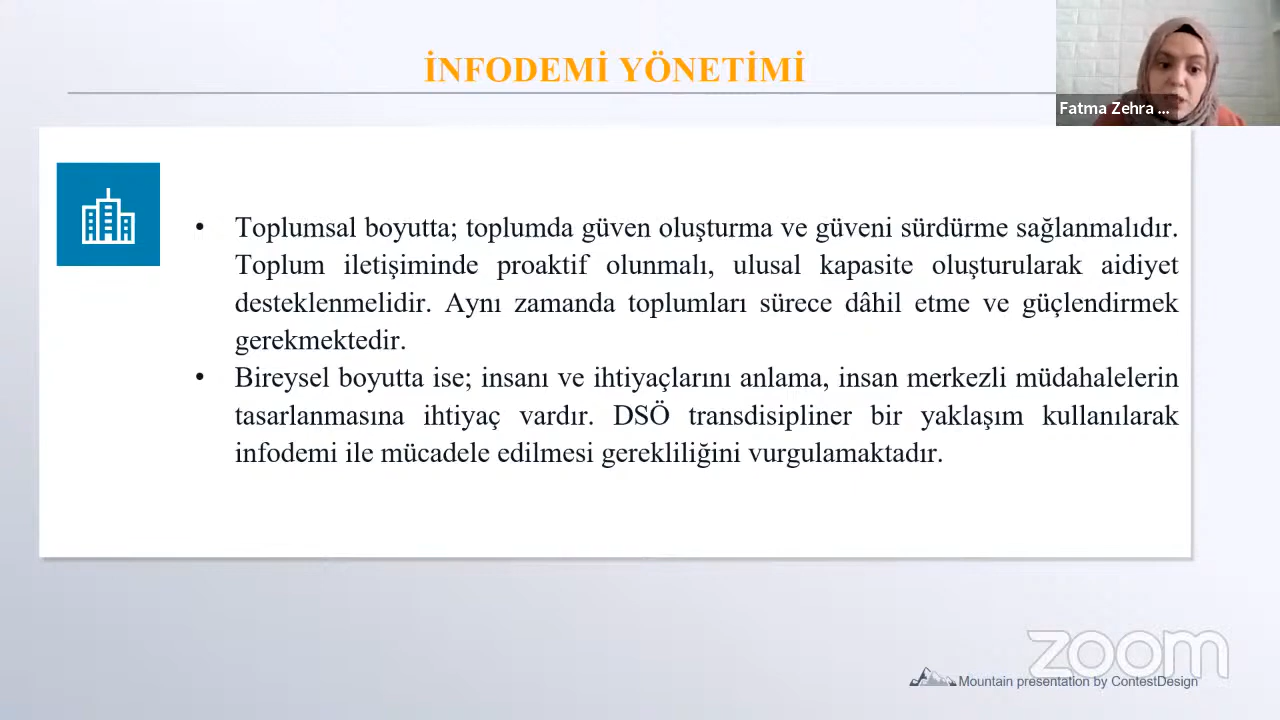 İNFODEMİ YÖNETİMİ
Fatma Zehra ...
• Toplumsal boyutta; toplumda güven oluşturma ve güveni sürdürme sağlanmalıdır.
Toplum iletişiminde proaktif olunmalı, ulusal kapasite oluşturularak aidiyet
desteklenmelidir. Aynı zamanda toplumları sürece dâhil etme ve güçlendirmek
gerekmektedir.
• Bireysel boyutta ise; insanı ve ihtiyaçlarını anlama, insan merkezli müdahalelerin
tasarlanmasına ihtiyaç vardır. DSÖ transdisipliner bir yaklaşım kullanılarak
infodemi ile mücadele edilmesi gerekliliğini vurgulamaktadır.
zoom
Mountain presentation by ContestDesign